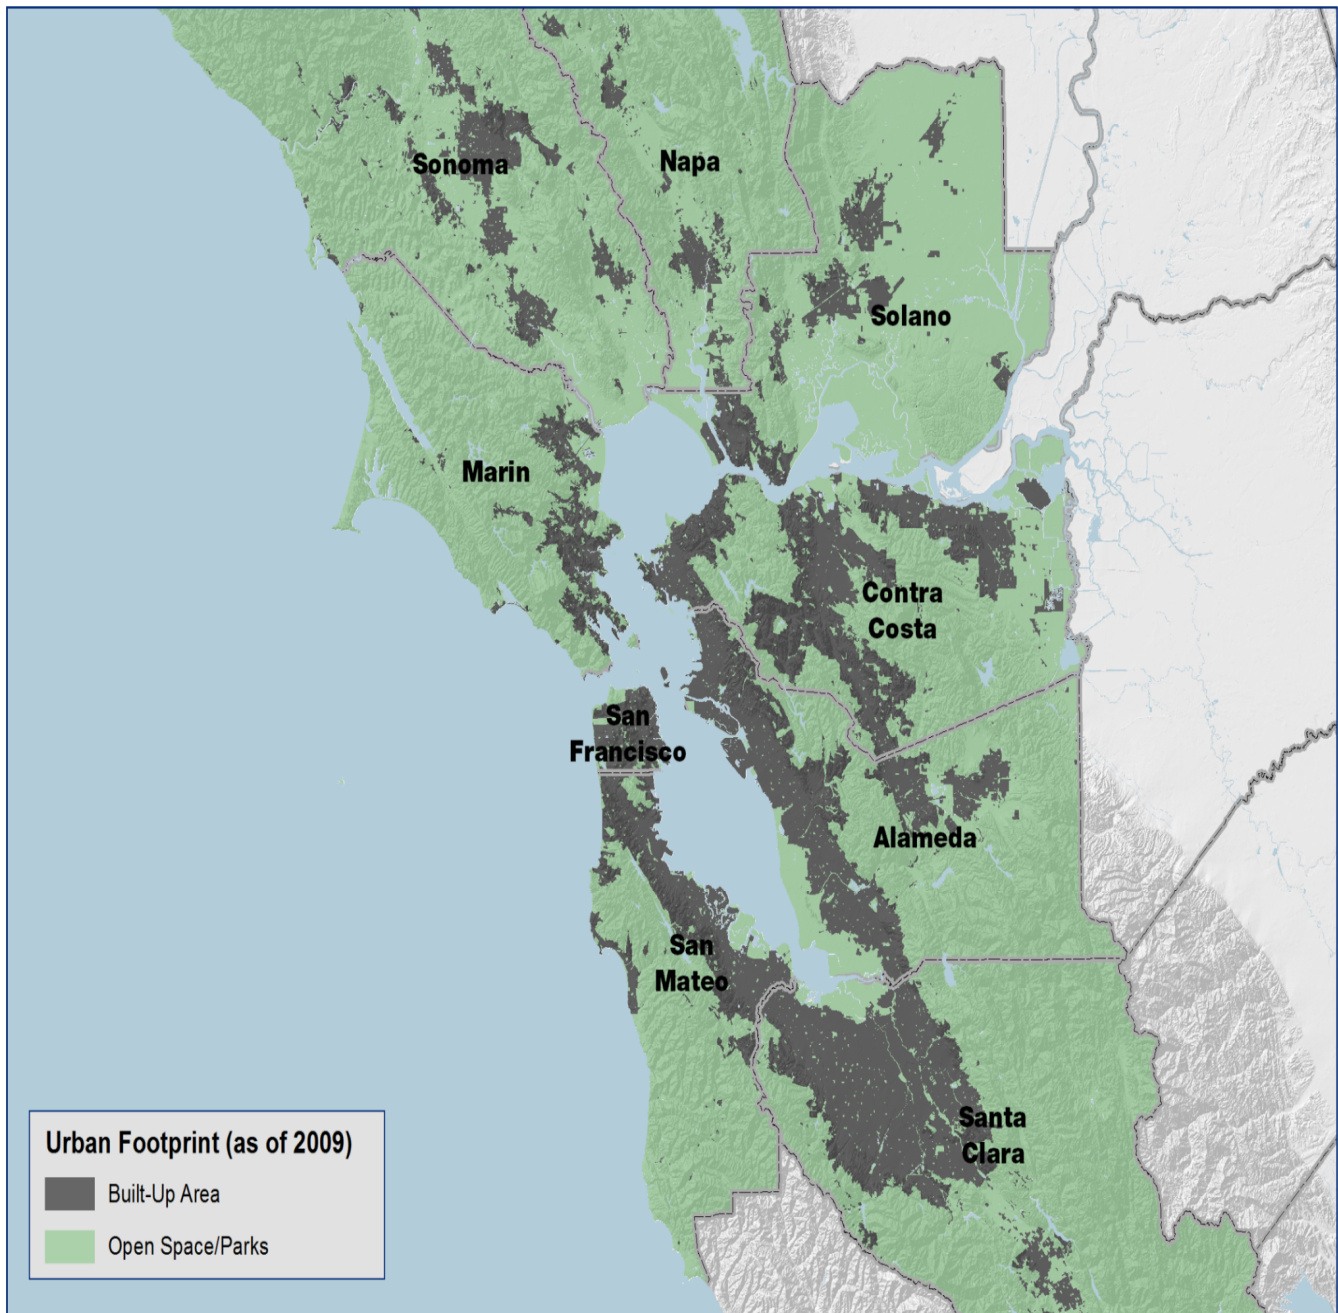 Sonoma
Napa
Solano
Marin
Contra
Costa
San
Francisco
Alameda
San
Mateo
Santa
Clara
Urban Footprint (as of 2009)
Built-Up Area
Open Space/Parks